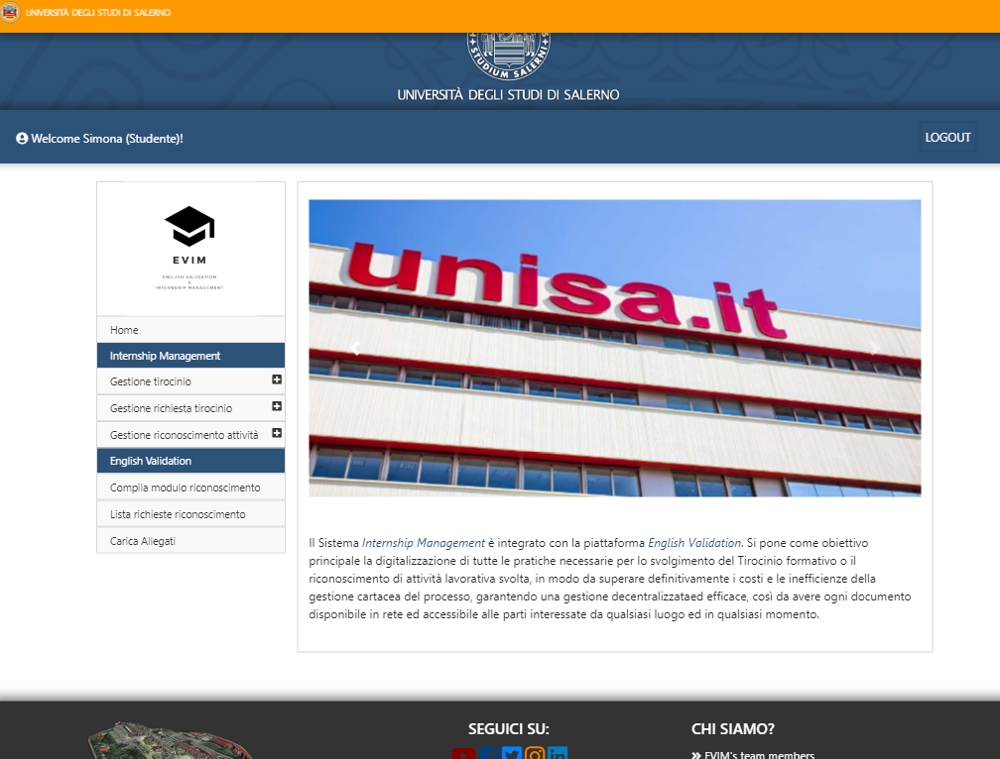 UNIVERSITÀ DEGLI STUDI DI SALERNO
STUDIUM SALERNI
UNIVERSITÀ DEGLI STUDI DI SALERNO
Welcome Simona (Studente)!
LOGOUT
EVIM
ENGLISH VALIDATION
&
INTERNSHIP MANAGEMENT
Home
Internship Management
Gestione tirocinio
Gestione richiesta tirocinio
Gestione riconoscimento attività
English Validation
Compila modulo riconoscimento
Lista richieste riconoscimento
Carica Allegati
unisa.it
Il Sistema Internship Management è integrato con la piattaforma English Validation. Si pone come obiettivo
principale la digitalizzazione di tutte le pratiche necessarie per lo svolgimento del Tirocinio formativo o il
riconoscimento di attività lavorativa svolta, in modo da superare definitivamente i costi e le inefficienze della
gestione cartacea del processo, garantendo una gestione decentralizzataed efficace, così da avere ogni documento
disponibile in rete ed accessibile alle parti interessate da qualsiasi luogo ed in qualsiasi momento.
SEGUICI SU:
CHI SIAMO?
EVIM's team members